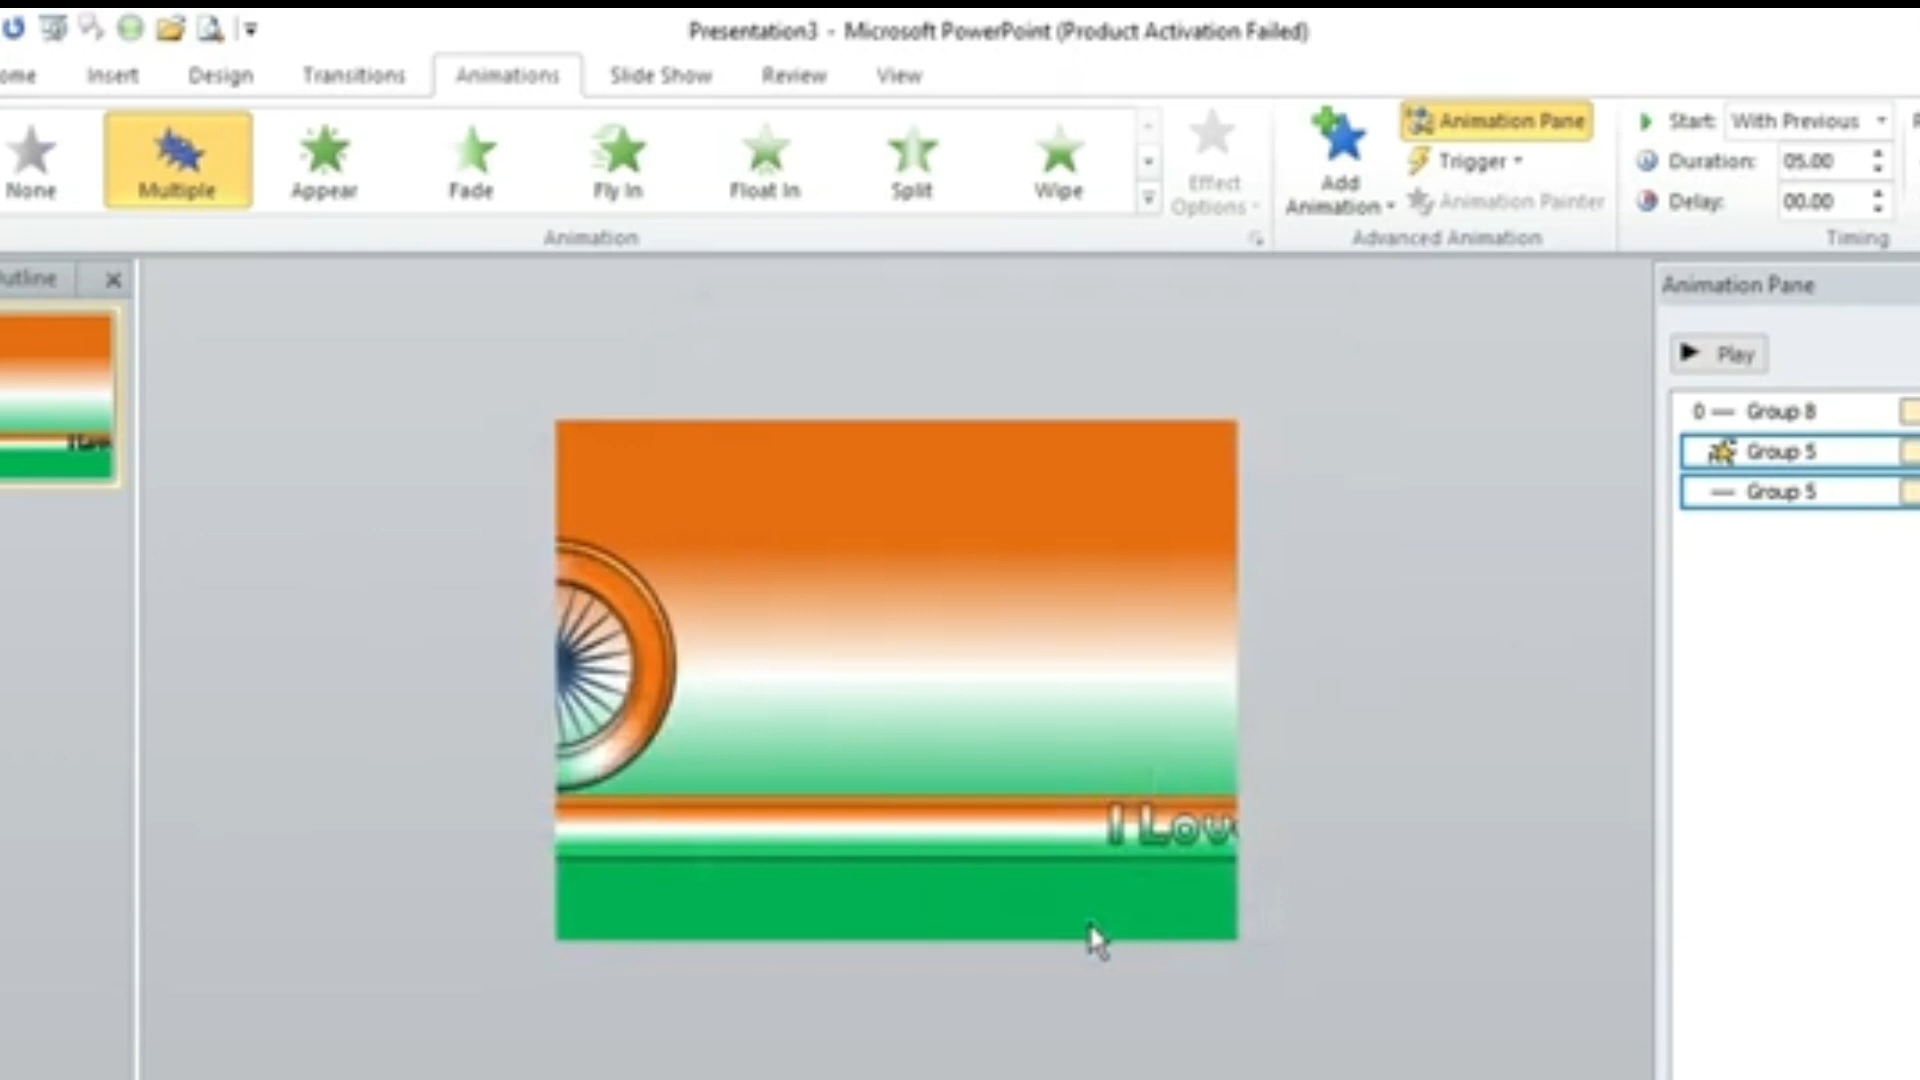 Presentation3 - Microsoft PowerPoint (Product Activation Failed)
ome Insert Design Transitions Animations Slide Show Review View
None Multiple Appear Fade Fly In Float In Split Wipe
Effect Options
Add Animation
Animation Pane
Trigger
Animation Painter
Start: With Previous
Duration: 05.00
Delay: 00.00
Animation Advanced Animation Timing
utline
Animation Pane
Play
0 Group 8
Group 5
Group 5
I Lov